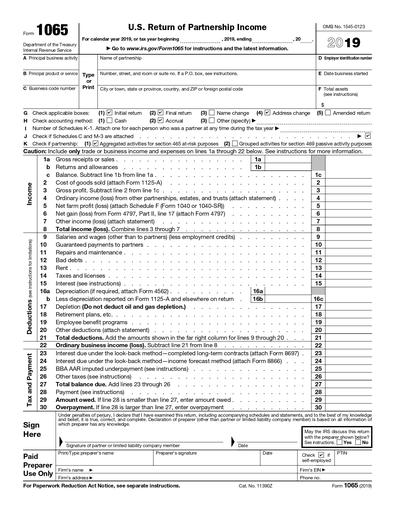 Form 1065
Department of the Treasury
Internal Revenue Service
U.S. Return of Partnership Income
For calendar year 2019, or tax year beginning , 2019, ending , 20 .
▶ Go to www.irs.gov/Form1065 for instructions and the latest information.
OMB No. 1545-0123
2019
A Principal business activity
B Principal product or service
C Business code number
Type or Print
Name of partnership
Number, street, and room or suite no. If a P.O. box, see instructions.
City or town, state or province, country, and ZIP or foreign postal code
D Employer identification number
E Date business started
F Total assets
(see instructions)
$
G Check applicable boxes: (1) ✓ Initial return (2) ✓ Final return (3) Name change (4) ✓ Address change (5) Amended return
H Check accounting method: (1) Cash (2) ✓ Accrual (3) Other (specify) ▶
I Number of Schedules K-1. Attach one for each person who was a partner at any time during the tax year ▶
J Check if Schedules C and M-3 are attached ▶ ✓
K Check if partnership: (1) ✓ Aggregated activities for section 465 at-risk purposes (2) Grouped activities for section 469 passive activity purposes
Caution: Include only trade or business income and expenses on lines 1a through 22 below. See instructions for more information.
Income
1a Gross receipts or sales 1a
b Returns and allowances 1b
c Balance. Subtract line 1b from line 1a 1c
2 Cost of goods sold (attach Form 1125-A) 2
3 Gross profit. Subtract line 2 from line 1c 3
4 Ordinary income (loss) from other partnerships, estates, and trusts (attach statement) 4
5 Net farm profit (loss) (attach Schedule F (Form 1040 or 1040-SR)) 5
6 Net gain (loss) from Form 4797, Part II, line 17 (attach Form 4797) 6
7 Other income (loss) (attach statement) 7
8 Total income (loss). Combine lines 3 through 7 8
Deductions (see instructions for limitations)
9 Salaries and wages (other than to partners) (less employment credits) 9
10 Guaranteed payments to partners 10
11 Repairs and maintenance 11
12 Bad debts 12
13 Rent 13
14 Taxes and licenses 14
15 Interest (see instructions) 15
16a Depreciation (if required, attach Form 4562) 16a
b Less depreciation reported on Form 1125-A and elsewhere on return 16b 16c
17 Depletion (Do not deduct oil and gas depletion.) 17
18 Retirement plans, etc. 18
19 Employee benefit programs 19
20 Other deductions (attach statement) 20
21 Total deductions. Add the amounts shown in the far right column for lines 9 through 20 21
22 Ordinary business income (loss). Subtract line 21 from line 8 22
Tax and Payment
23 Interest due under the look-back method—completed long-term contracts (attach Form 8697) 23
24 Interest due under the look-back method—income forecast method (attach Form 8866) 24
25 BBA AAR imputed underpayment (see instructions) 25
26 Other taxes (see instructions) 26
27 Total balance due. Add lines 23 through 26 27
28 Payment (see instructions) 28
29 Amount owed. If line 28 is smaller than line 27, enter amount owed 29
30 Overpayment. If line 28 is larger than line 27, enter overpayment 30
Sign Here
Under penalties of perjury, I declare that I have examined this return, including accompanying schedules and statements, and to the best of my knowledge
and belief, it is true, correct, and complete. Declaration of preparer (other than partner or limited liability company member) is based on all information of
which preparer has any knowledge.
Signature of partner or limited liability company member
Date
May the IRS discuss this return
with the preparer shown below?
See instructions. Yes No
Paid Preparer Use Only
Print/Type preparer's name
Preparer's signature
Date
Check ✓ if
self-employed
PTIN
Firm's name ▶
Firm's EIN ▶
Firm's address ▶
Phone no.
For Paperwork Reduction Act Notice, see separate instructions.
Cat. No. 11390Z
Form 1065 (2019)